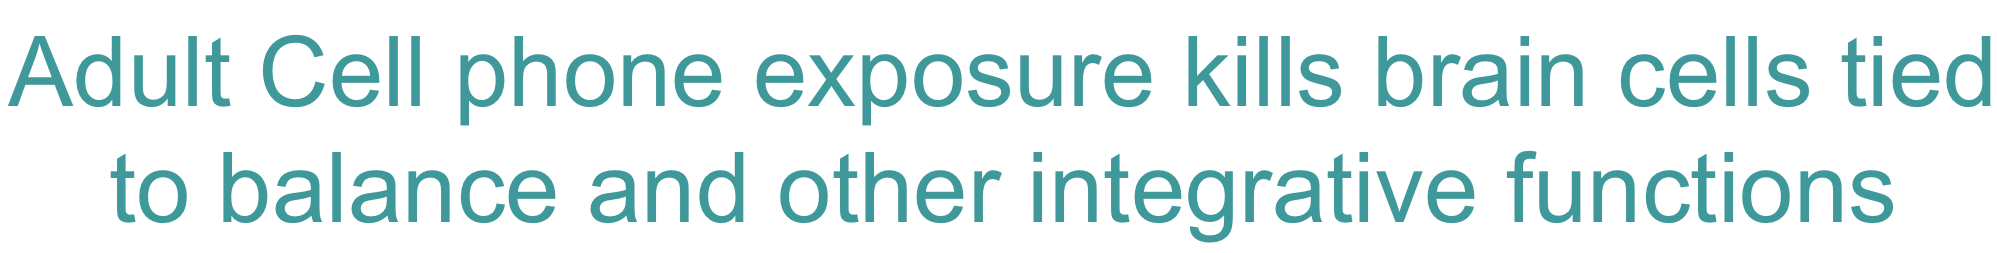 Adult Cell phone exposure kills brain cells tied
to balance and other integrative functions